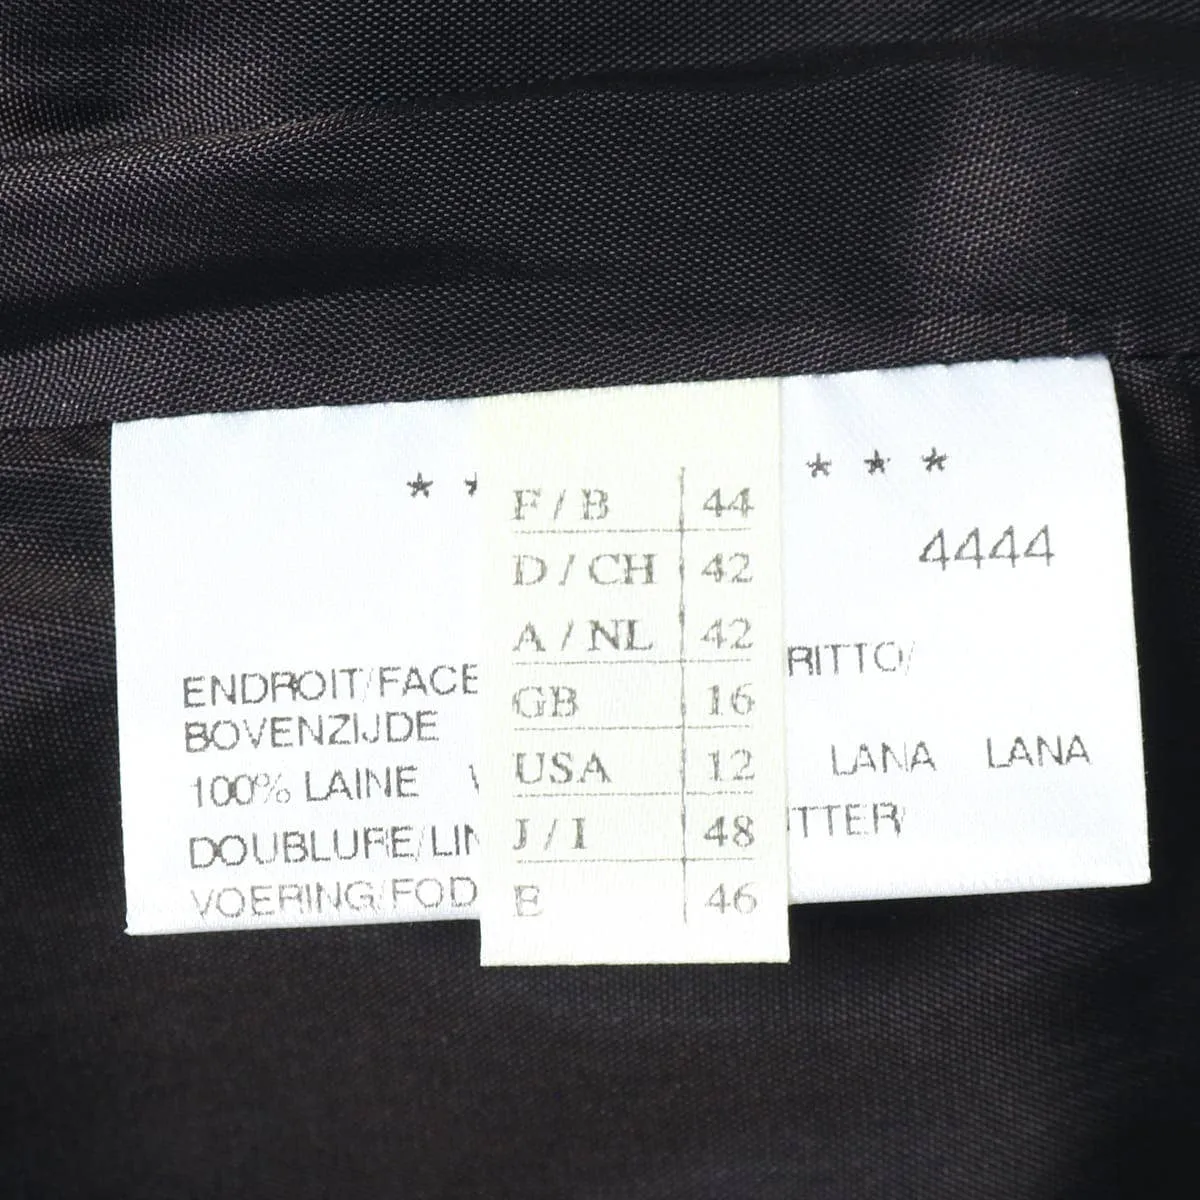 ★ ★ ★ ★ ★
4444
F / B 44
D / CH 42
A / NL 42
GB 16
USA 12
J / I 48
E 46
ENDROIT/FACE RITTO/
BOVENZIJDE
100% LAINE LANA LANA
DOUBLURE/LIN TTER/
VOERING/FOD